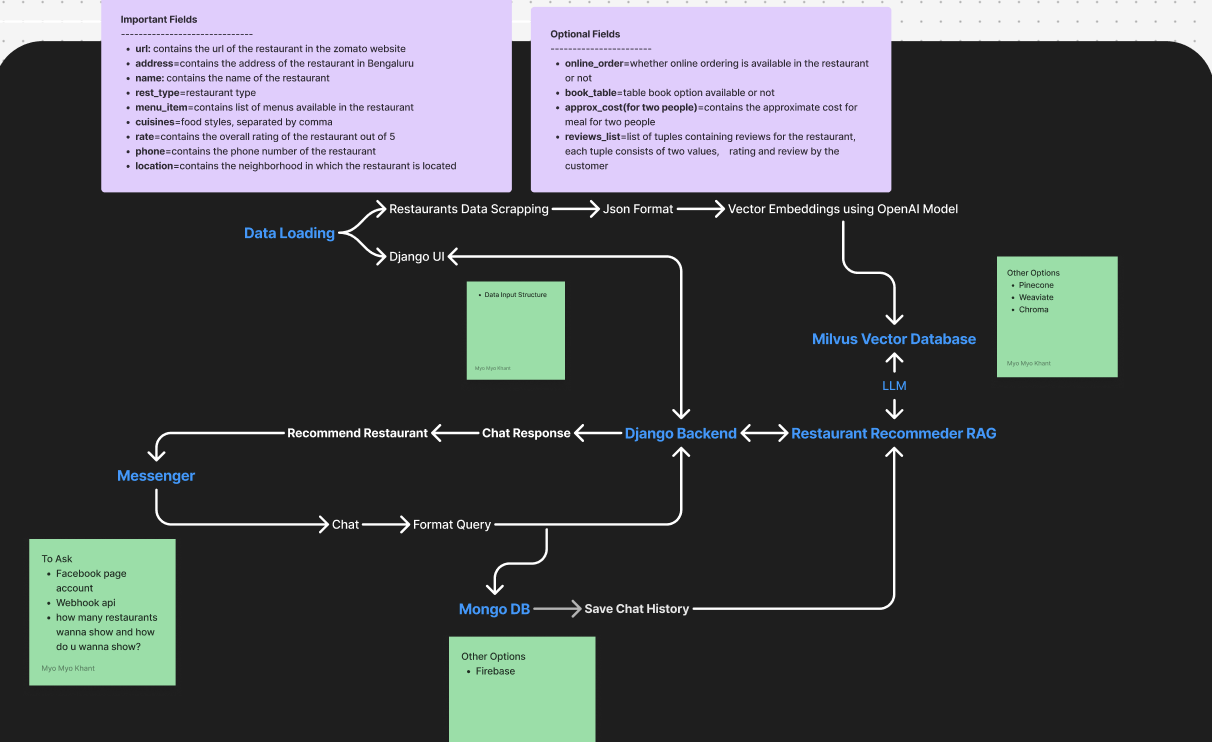 Important Fields
------------------------------
• url: contains the url of the restaurant in the zomato website
• address=contains the address of the restaurant in Bengaluru
• name: contains the name of the restaurant
• rest_type=restaurant type
• menu_item=contains list of menus available in the restaurant
• cuisines=food styles, separated by comma
• rate=contains the overall rating of the restaurant out of 5
• phone=contains the phone number of the restaurant
• location=contains the neighborhood in which the restaurant is located
Optional Fields
-----------------------
• online_order=whether online ordering is available in the restaurant
or not
• book_table=table book option available or not
• approx_cost(for two people)=contains the approximate cost for
meal for two people
• reviews_list=list of tuples containing reviews for the restaurant,
each tuple consists of two values, rating and review by the
customer
Data Loading
Restaurants Data Scrapping
Json Format
Vector Embeddings using OpenAI Model
Django UI
• Data Input Structure
Myo Myo Khant
Other Options
• Pinecone
• Weaviate
• Chroma
Myo Myo Khant
Milvus Vector Database
LLM
Recommend Restaurant
Chat Response
Django Backend
Restaurant Recommeder RAG
Messenger
Chat
Format Query
To Ask
• Facebook page
account
• Webhook api
• how many restaurants
wanna show and how
do u wanna show?
Myo Myo Khant
Mongo DB
Save Chat History
Other Options
• Firebase